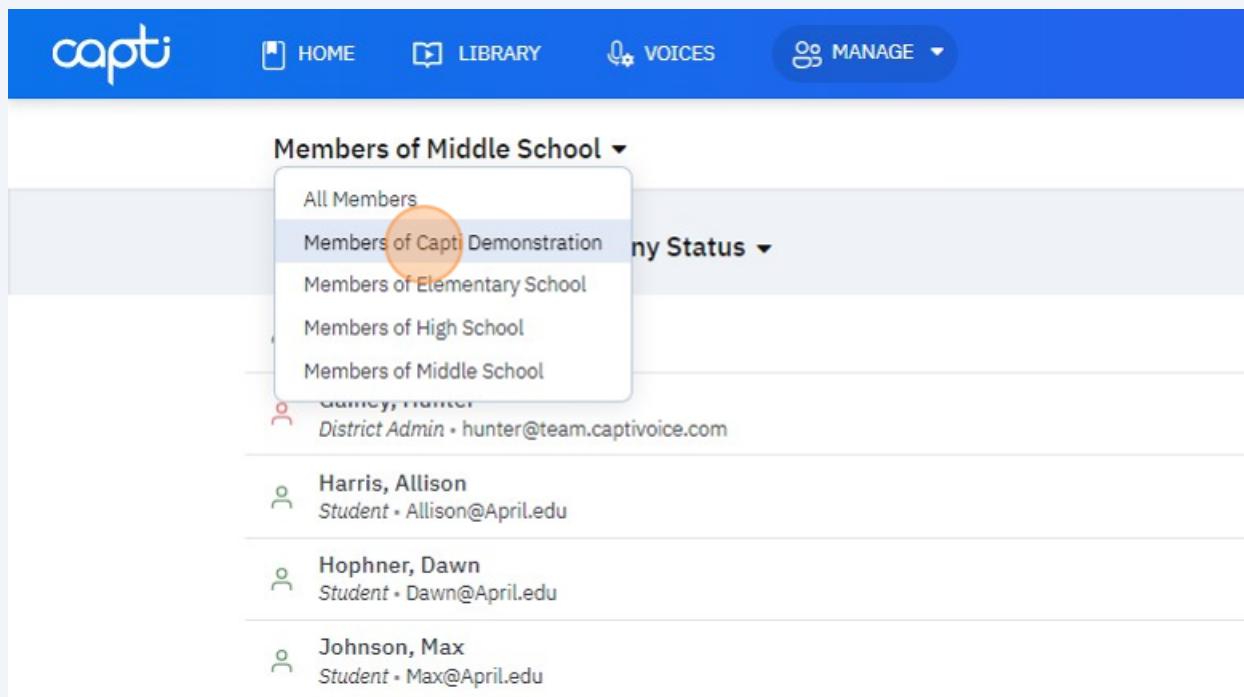 capti HOME LIBRARY VOICES MANAGE
Members of Middle School
All Members
Members of Capti Demonstration
ny Status
Members of Elementary School
Members of High School
Members of Middle School
Gainey, Hunter
District Admin • hunter@team.captivoice.com
Harris, Allison
Student • Allison@April.edu
Hophner, Dawn
Student • Dawn@April.edu
Johnson, Max
Student • Max@April.edu